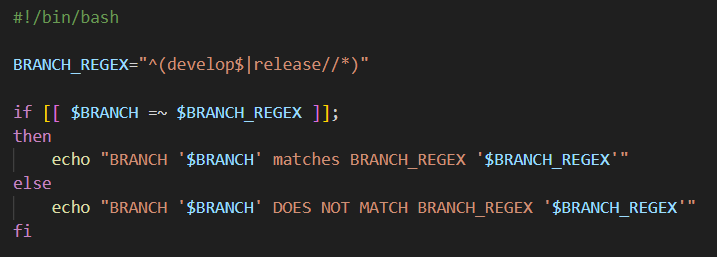 #!/bin/bash
BRANCH_REGEX="^(develop$|release//*)"
if [[ $BRANCH =~ $BRANCH_REGEX ]];
then
echo "BRANCH '$BRANCH' matches BRANCH_REGEX '$BRANCH_REGEX'"
else
echo "BRANCH '$BRANCH' DOES NOT MATCH BRANCH_REGEX '$BRANCH_REGEX'"
fi